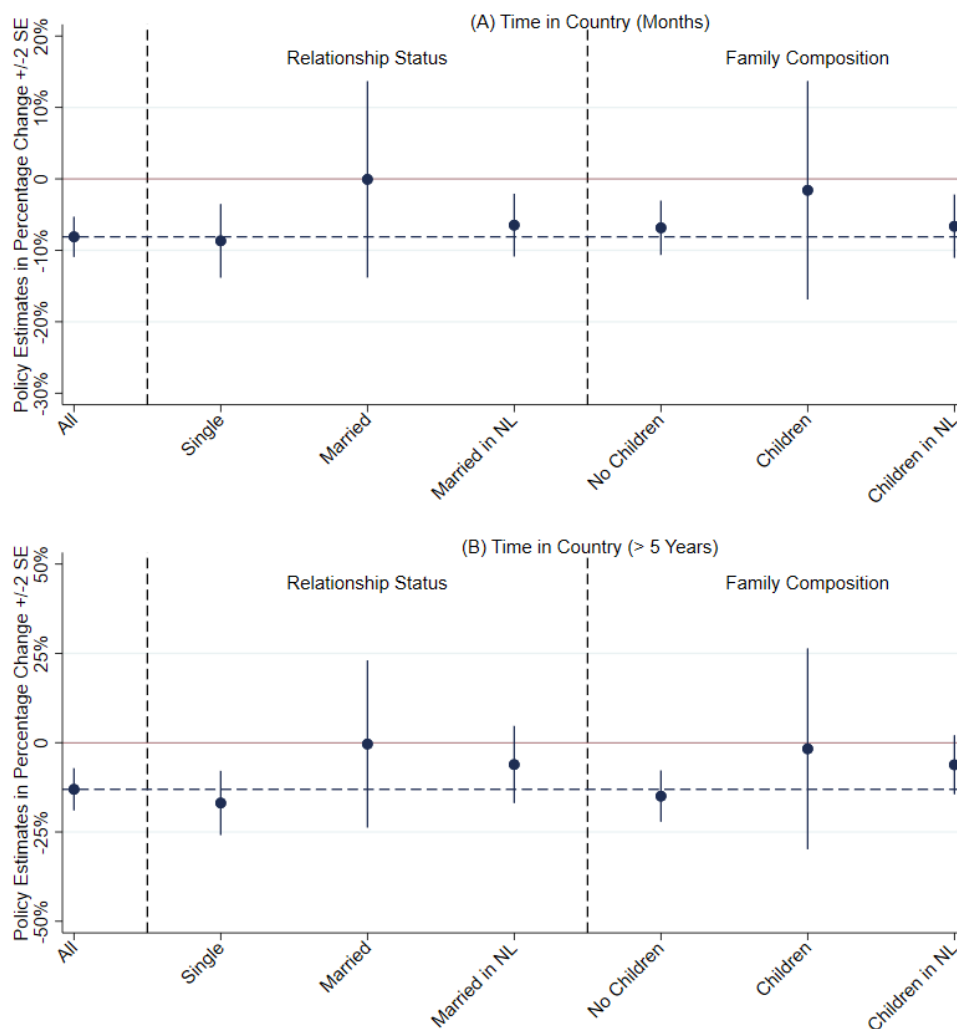 (A) Time in Country (Months)
Policy Estimates in Percentage Change +/-2 SE
20%
10%
0
-10%
-20%
-30%
Relationship Status
Family Composition
All
Single
Married
Married in NL
No Children
Children
Children in NL
(B) Time in Country (> 5 Years)
Policy Estimates in Percentage Change +/-2 SE
50%
25%
0
-25%
-50%
Relationship Status
Family Composition
All
Single
Married
Married in NL
No Children
Children
Children in NL